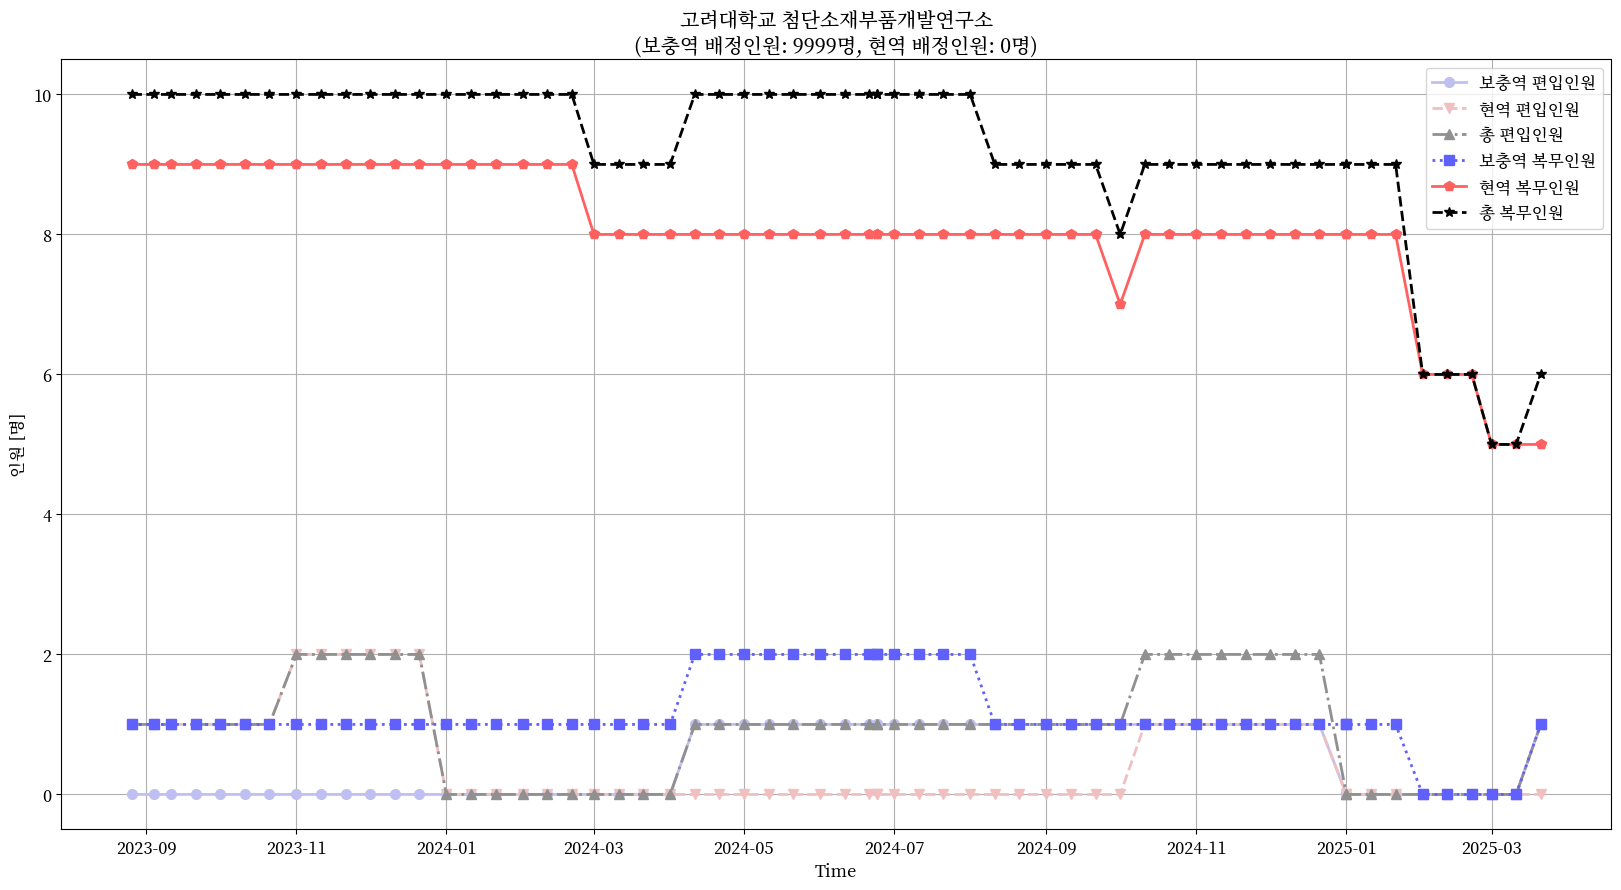 고려대학교 첨단소재부품개발연구소
(보충역 배정인원: 9999명, 현역 배정인원: 0명)
보충역 편입인원
현역 편입인원
총 편입인원
보충역 복무인원
현역 복무인원
총 복무인원
인원 [명]
10
8
6
4
2
0
2023-09
2023-11
2024-01
2024-03
2024-05
2024-07
2024-09
2024-11
2025-01
2025-03
Time